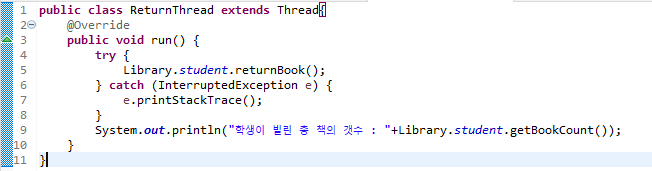 1 public class ReturnThread extends Thread{
2 @Override
3 public void run() {
4 try {
5 Library.student.returnBook();
6 } catch (InterruptedException e) {
7 e.printStackTrace();
8 }
9 System.out.println("학생이 빌린 총 책의 갯수 : "+Library.student.getBookCount());
10 }
11 }